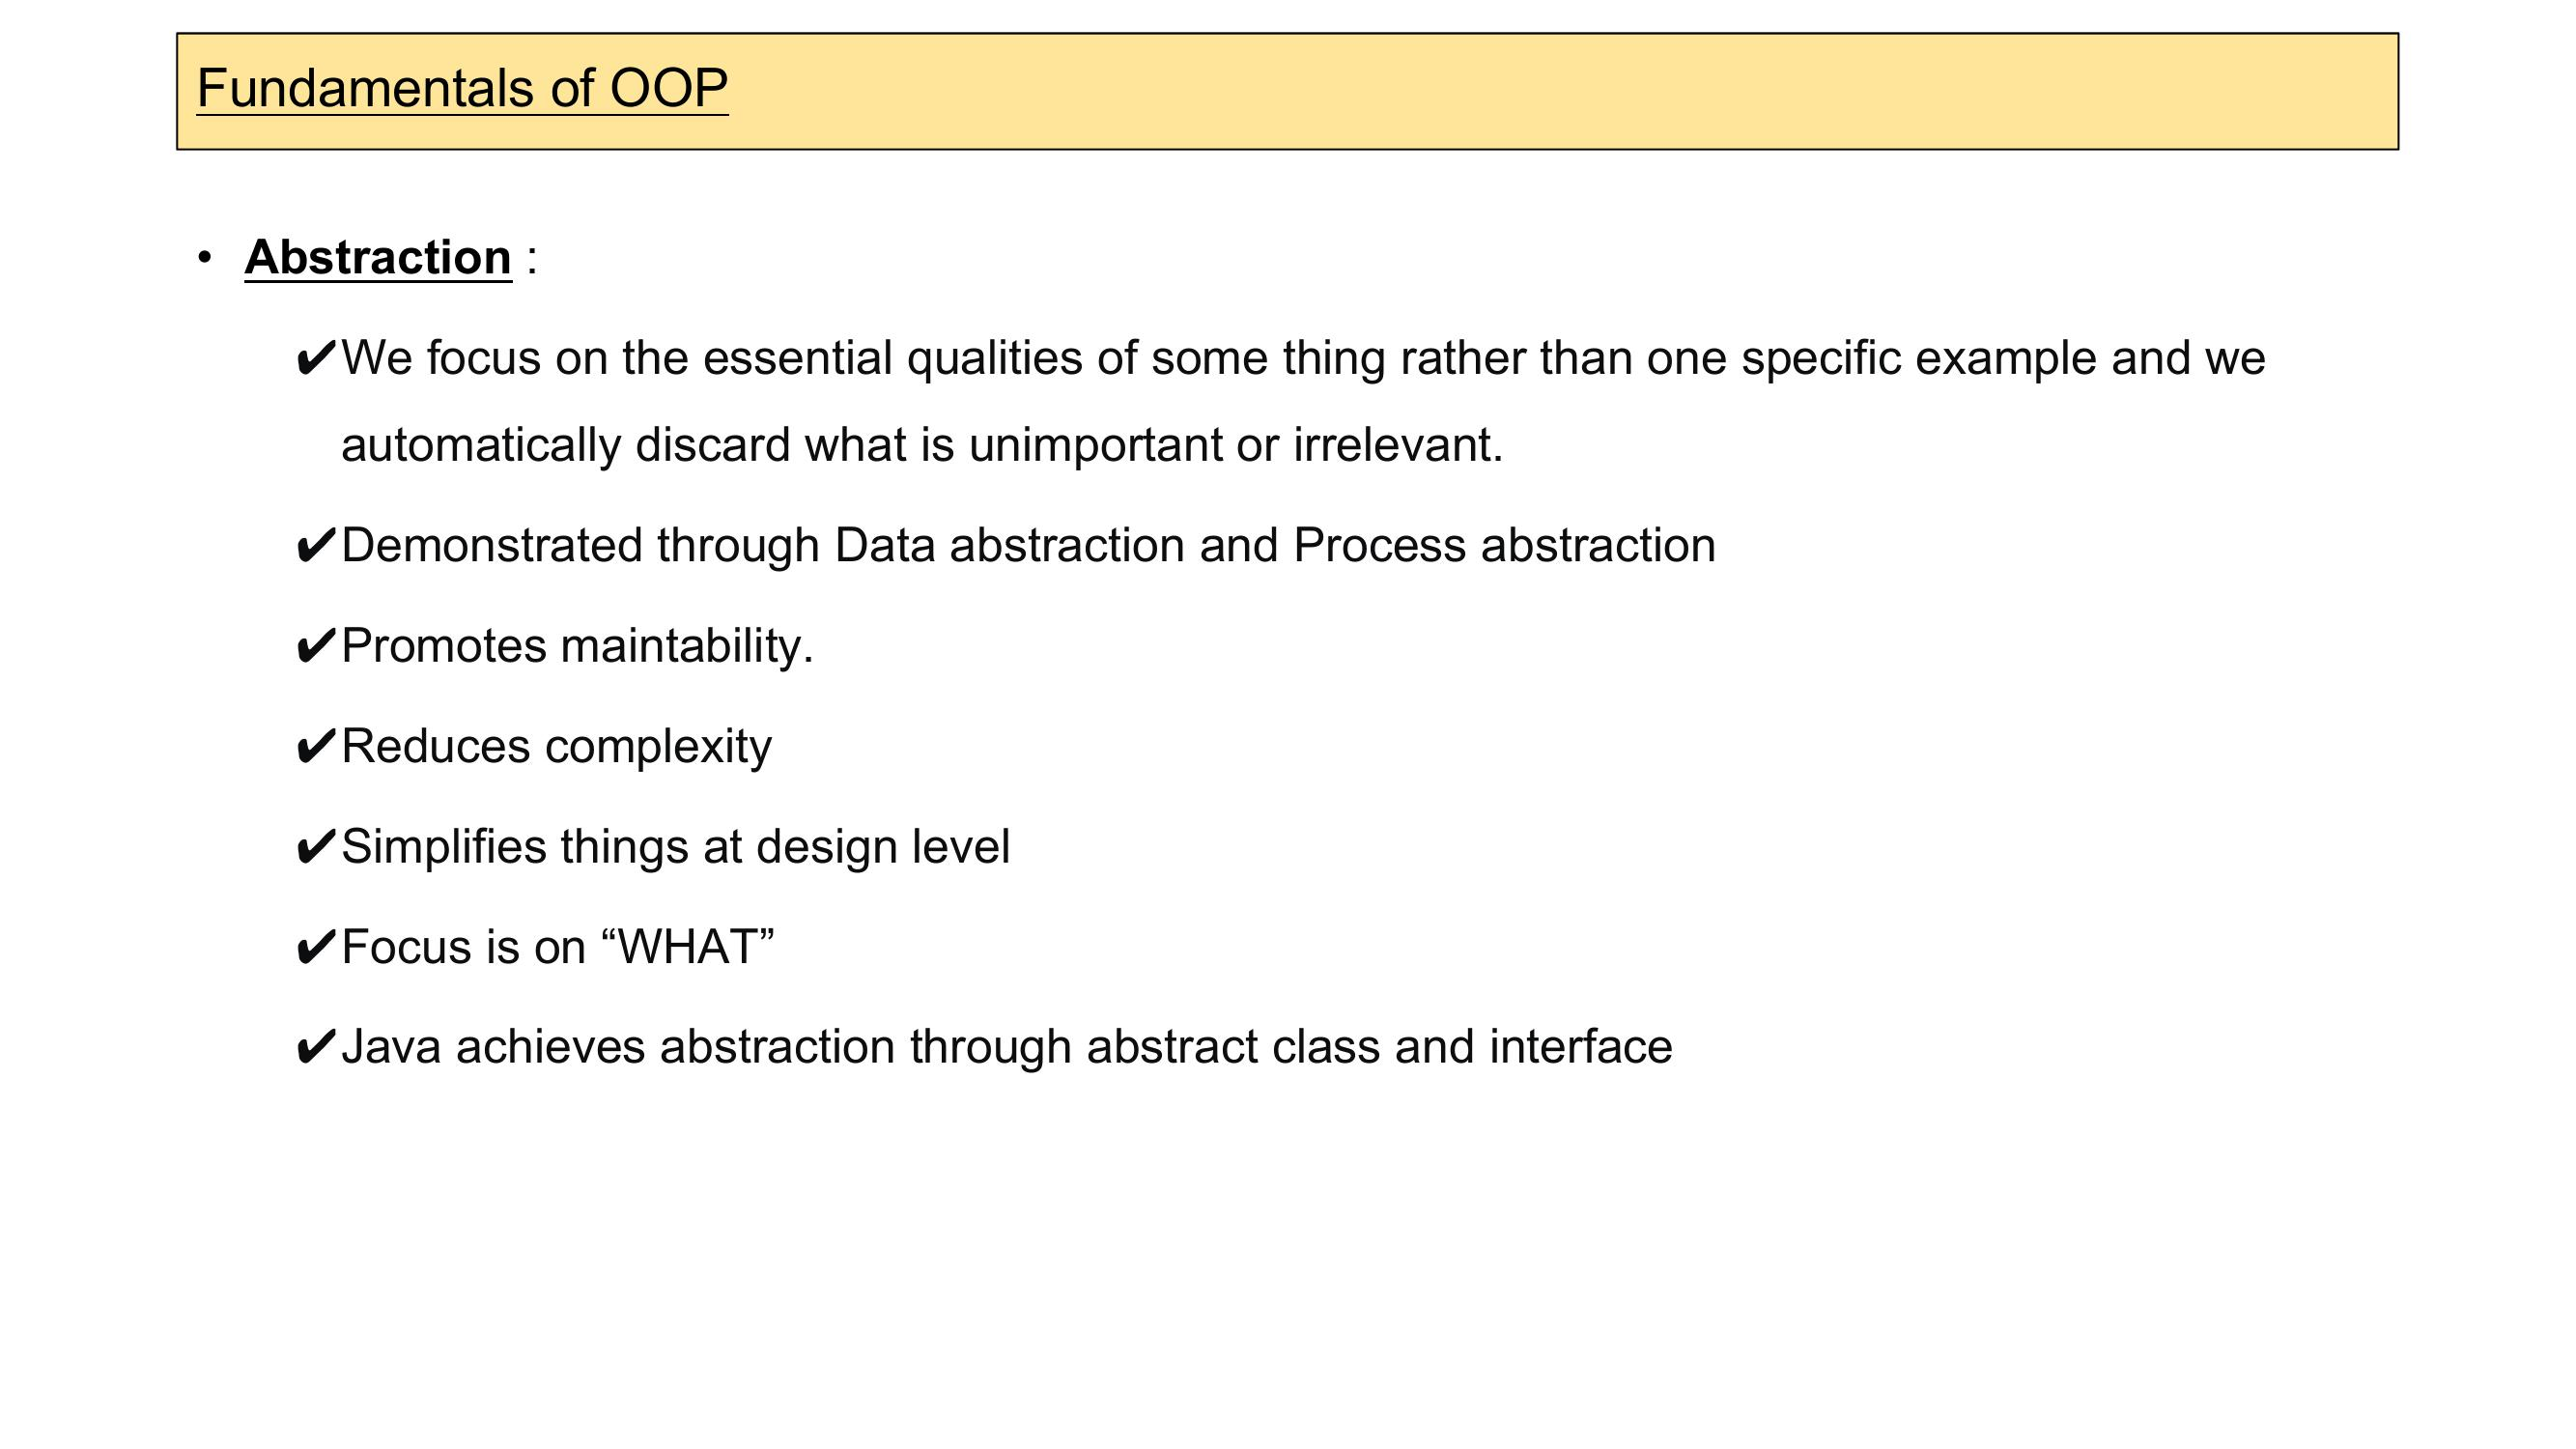 Fundamentals of OOP
• Abstraction :
✔We focus on the essential qualities of some thing rather than one specific example and we
automatically discard what is unimportant or irrelevant.
✔Demonstrated through Data abstraction and Process abstraction
✔Promotes maintability.
✔Reduces complexity
✔Simplifies things at design level
✔Focus is on “WHAT”
✔Java achieves abstraction through abstract class and interface